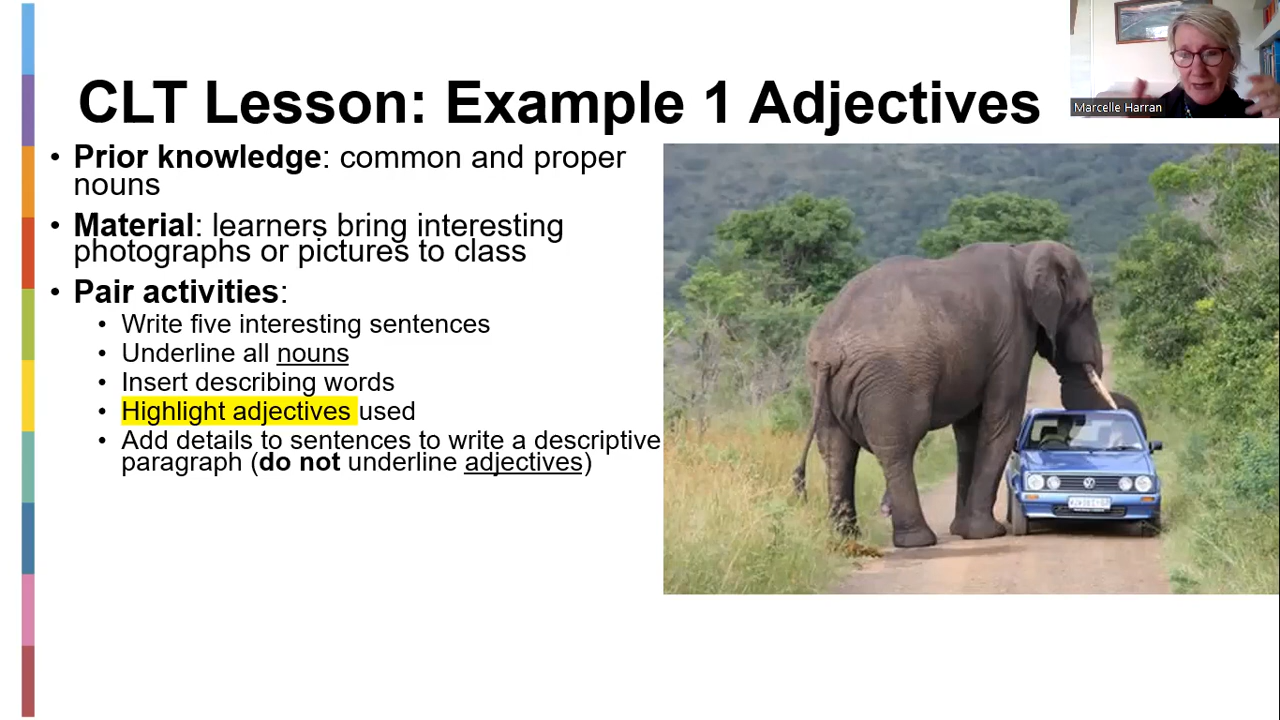 CLT Lesson: Example 1 Adjectives
Marcelle Harran
• Prior knowledge: common and proper
nouns
• Material: learners bring interesting
photographs or pictures to class
• Pair activities:
• Write five interesting sentences
• Underline all nouns
• Insert describing words
• Highlight adjectives used
• Add details to sentences to write a descriptive
paragraph (do not underline adjectives)